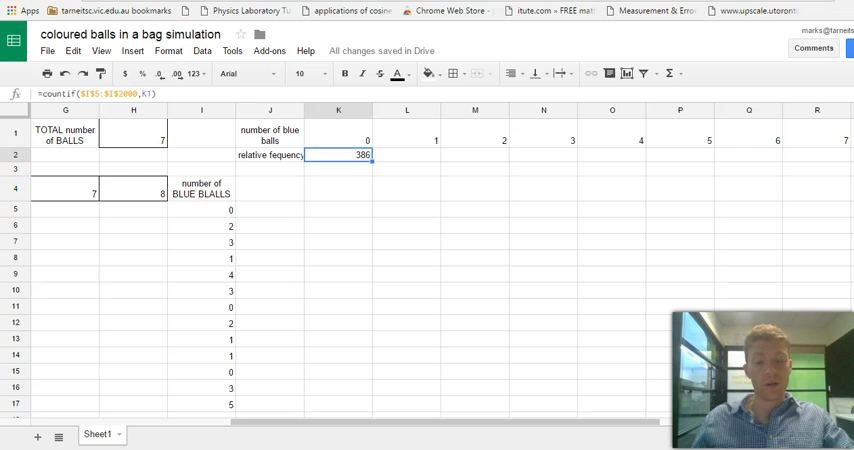 Apps tarneitsc.vic.edu.au bookmarks Physics Laboratory Tu applications of cosine Chrome Web Store - itute.com » FREE mat Measurement & Erro www.upscale.utoront
coloured balls in a bag simulation
marks@tarneits
File Edit View Insert Format Data Tools Add-ons Help All changes saved in Drive
Comments
$ % .0 .00 123 Arial 10 B I S A Σ
fx =countif($I$5:$I$2000,K1)
G H I J K L M N O P Q R
1 TOTAL number of BALLS 7 number of blue balls 0 1 2 3 4 5 6 7
2 relative fequency 386
3
4 7 8 number of BLUE BLALLS
5 0
6 2
7 3
8 1
9 4
10 3
11 0
12 2
13 1
14 1
15 0
16 3
17 5
+ Sheet1